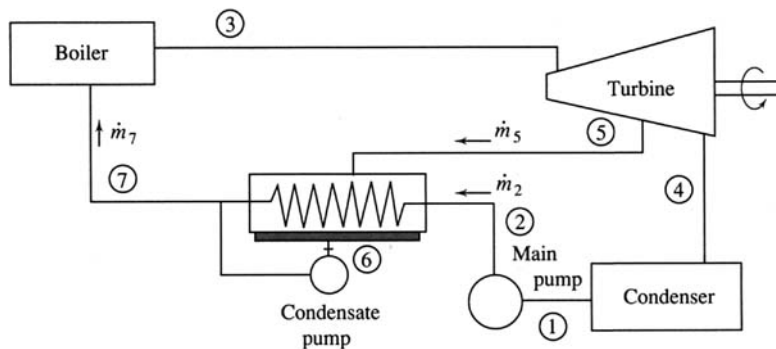 ③
Boiler
Turbine
ṁ₇
ṁ₅
⑤
⑦
ṁ₂
④
②
⑥
Main
pump
Condenser
Condensate
pump
①